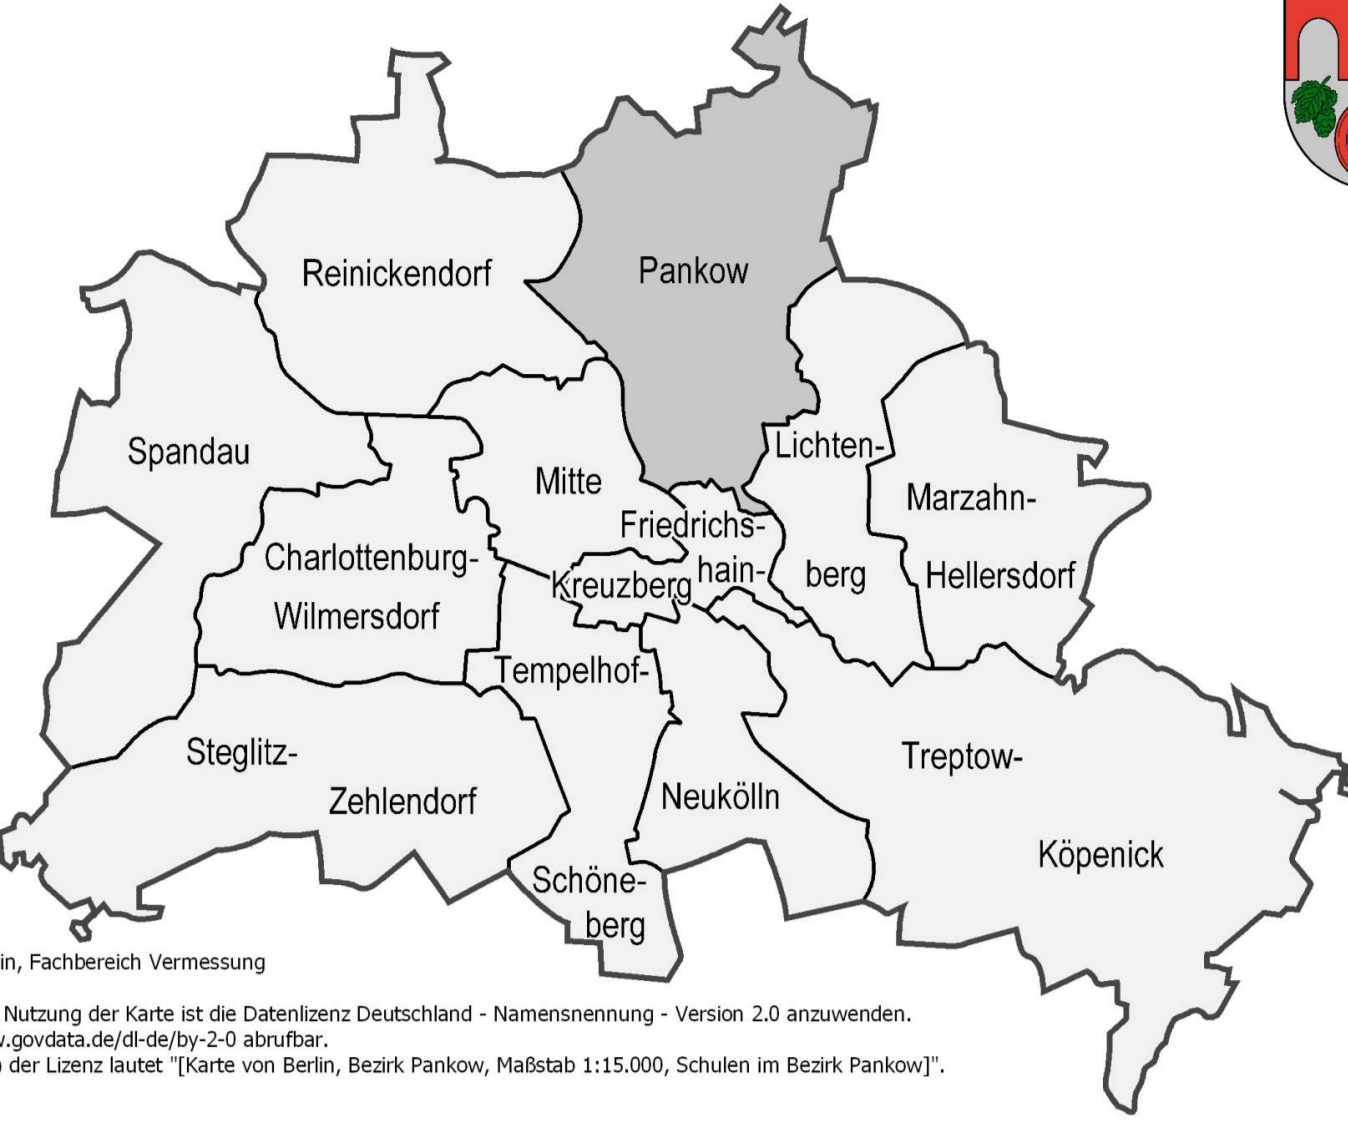 Reinickendorf
Pankow
Spandau
Mitte
Lichten-
Marzahn-
Friedrichs-
Charlottenburg-
Kreuzberg
hain-
berg
Hellersdorf
Wilmersdorf
Tempelhof-
Steglitz-
Treptow-
Zehlendorf
Neukölln
Köpenick
Schöne-
berg
in, Fachbereich Vermessung
Nutzung der Karte ist die Datenlizenz Deutschland - Namensnennung - Version 2.0 anzuwenden.
w.govdata.de/dl-de/by-2-0 abrufbar.
) der Lizenz lautet "[Karte von Berlin, Bezirk Pankow, Maßstab 1:15.000, Schulen im Bezirk Pankow]".